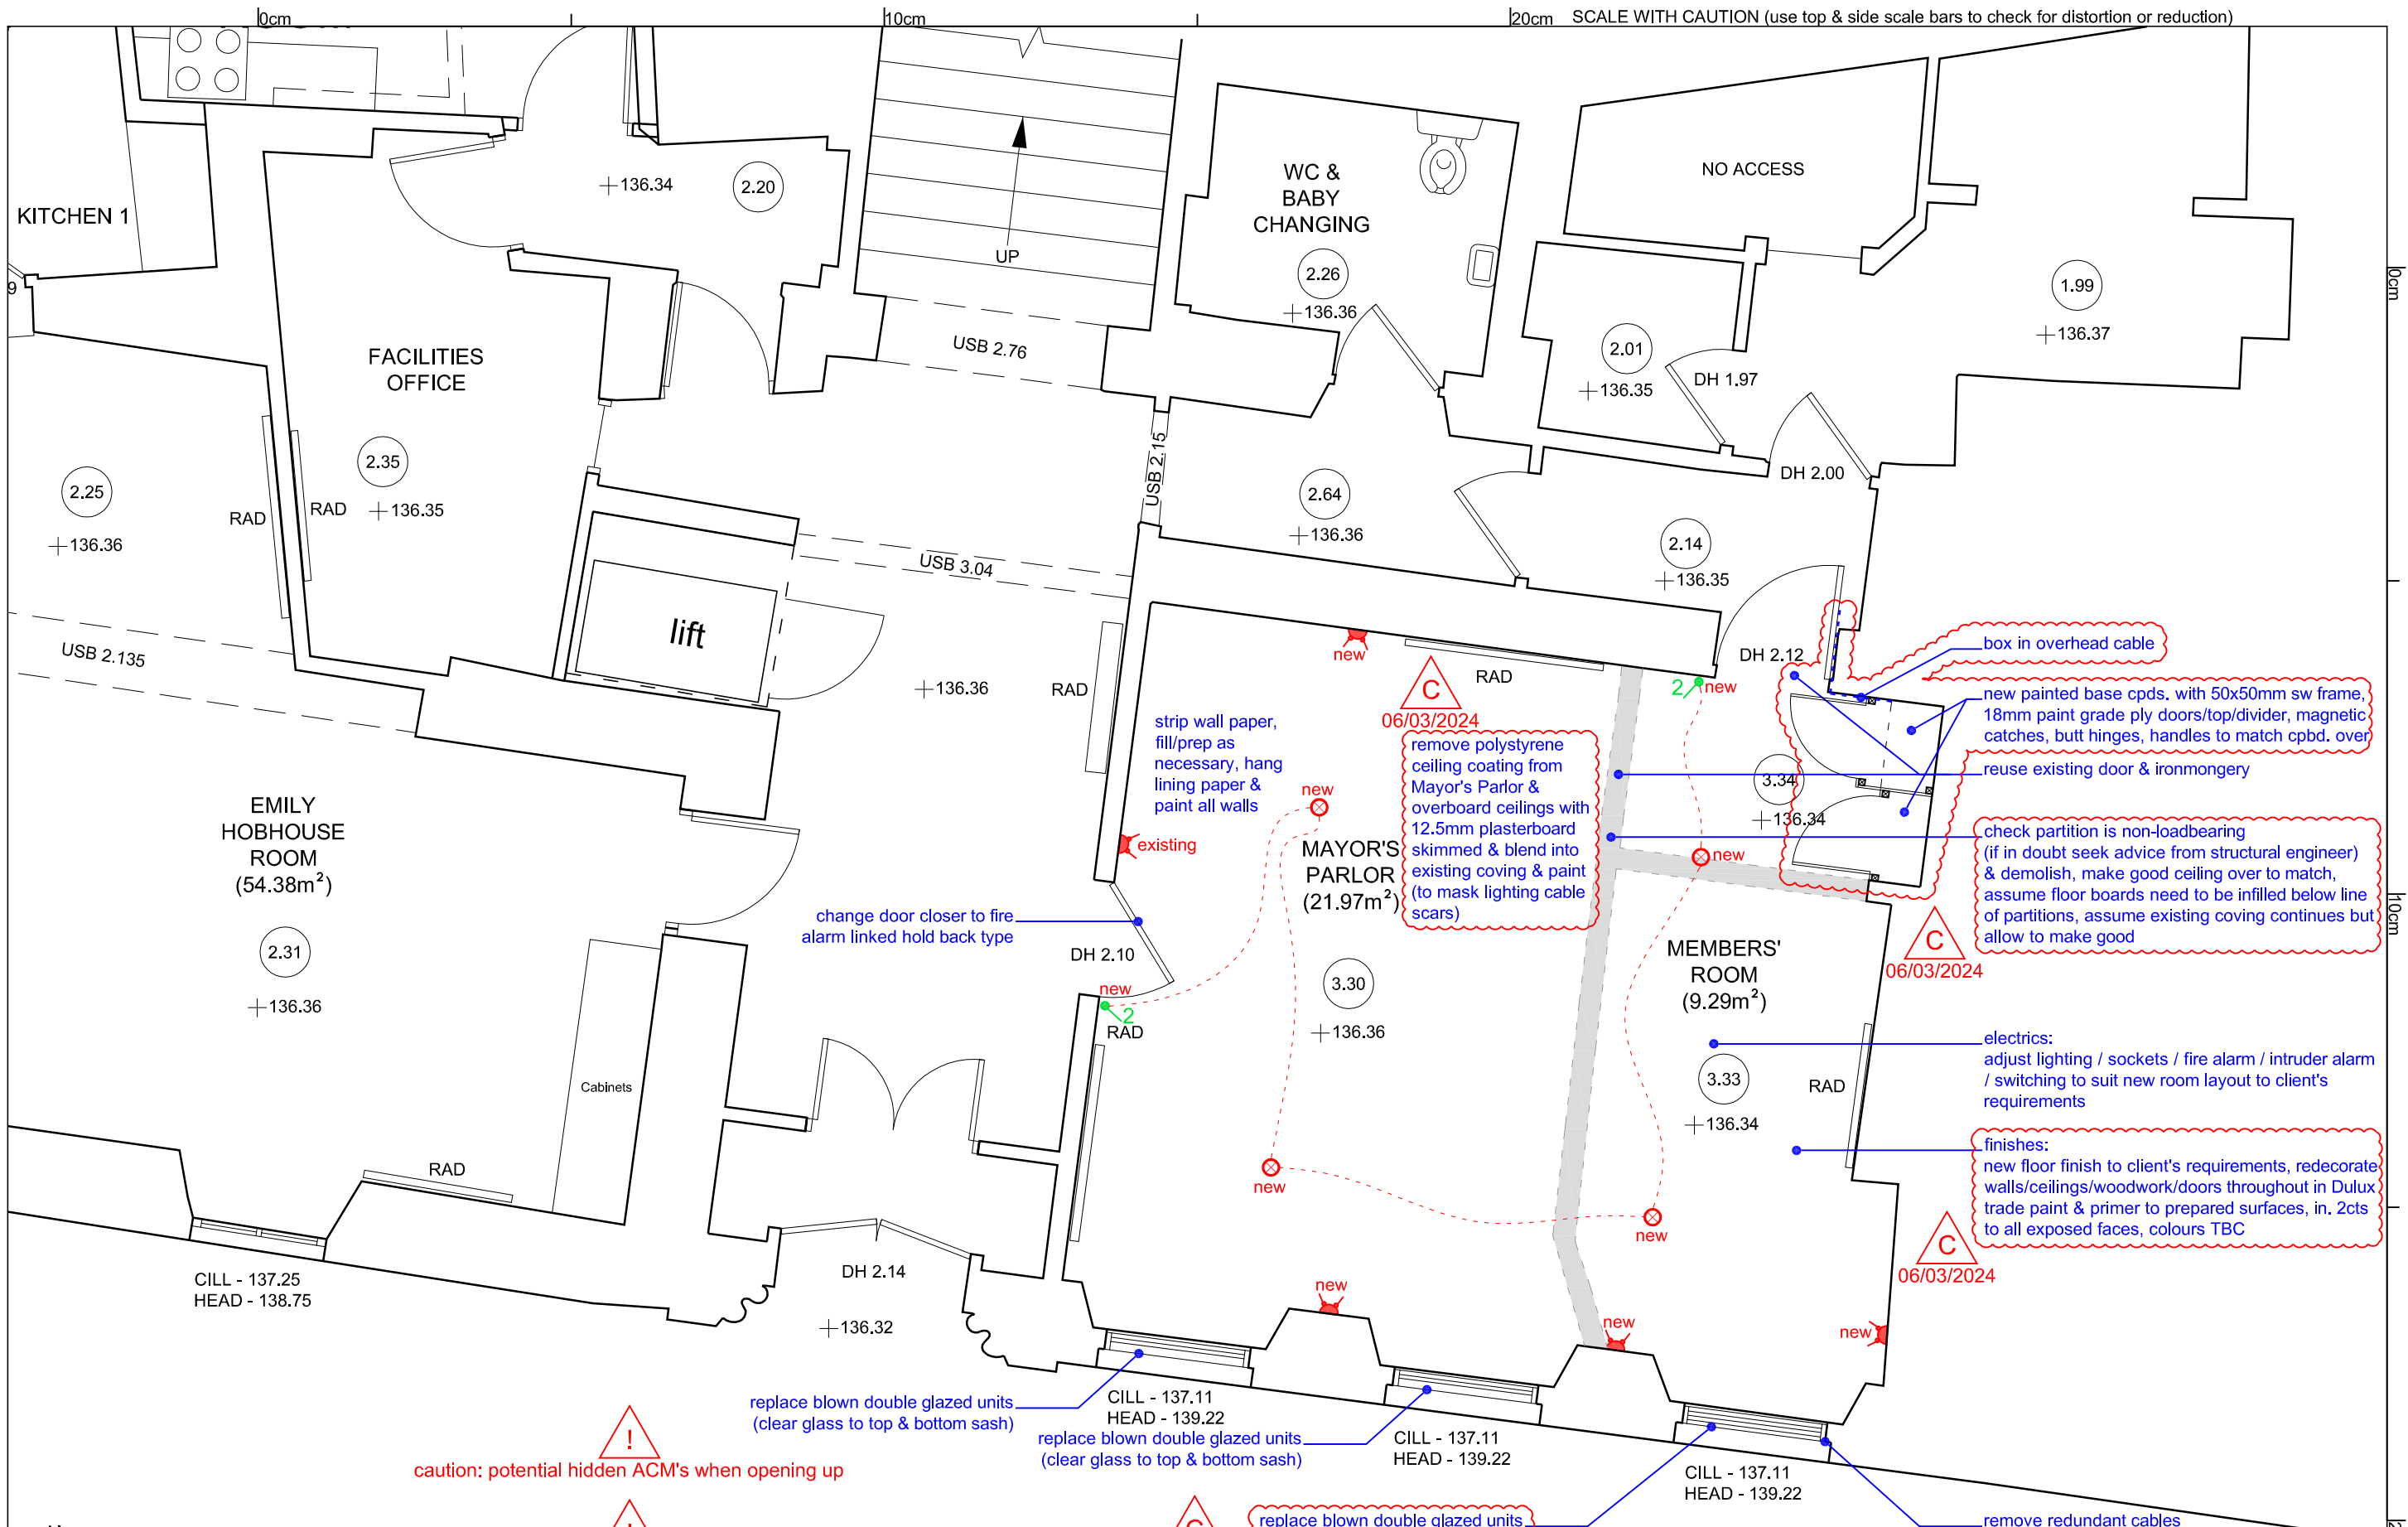 0cm
10cm
20cm
SCALE WITH CAUTION (use top & side scale bars to check for distortion or reduction)
KITCHEN 1
9
136.34
2.20
UP
WC &
BABY
CHANGING
2.26
136.36
NO ACCESS
1.99
136.37
0cm
2.01
136.35
DH 1.97
DH 2.00
USB 2.76
USB 2.15
FACILITIES
OFFICE
2.35
136.35
RAD
RAD
2.25
136.36
2.64
136.36
2.14
136.35
USB 3.04
lift
USB 2.135
136.36
RAD
new
C
06/03/2024
RAD
2
new
DH 2.12
box in overhead cable
new painted base cpds. with 50x50mm sw frame,
18mm paint grade ply doors/top/divider, magnetic
catches, butt hinges, handles to match cpbd. over
reuse existing door & ironmongery
3.34
136.34
strip wall paper,
fill/prep as
necessary, hang
lining paper &
paint all walls
remove polystyrene
ceiling coating from
Mayor's Parlor &
overboard ceilings with
12.5mm plasterboard
skimmed & blend into
existing coving & paint
(to mask lighting cable
scars)
new
existing
new
check partition is non-loadbearing
(if in doubt seek advice from structural engineer)
& demolish, make good ceiling over to match,
assume floor boards need to be infilled below line
of partitions, assume existing coving continues but
allow to make good
C
06/03/2024
10cm
EMILY
HOBHOUSE
ROOM
(54.38m²)
2.31
136.36
MAYOR'S
PARLOR
(21.97m²)
3.30
136.36
change door closer to fire
alarm linked hold back type
DH 2.10
new
2
RAD
MEMBERS'
ROOM
(9.29m²)
3.33
136.34
RAD
electrics:
adjust lighting / sockets / fire alarm / intruder alarm
/ switching to suit new room layout to client's
requirements
Cabinets
RAD
new
new
finishes:
new floor finish to client's requirements, redecorate
walls/ceilings/woodwork/doors throughout in Dulux
trade paint & primer to prepared surfaces, in. 2cts
to all exposed faces, colours TBC
C
06/03/2024
CILL - 137.25
HEAD - 138.75
DH 2.14
136.32
new
new
new
replace blown double glazed units
(clear glass to top & bottom sash)
CILL - 137.11
HEAD - 139.22
replace blown double glazed units
(clear glass to top & bottom sash)
CILL - 137.11
HEAD - 139.22
CILL - 137.11
HEAD - 139.22
!
caution: potential hidden ACM's when opening up
replace blown double glazed units
remove redundant cables